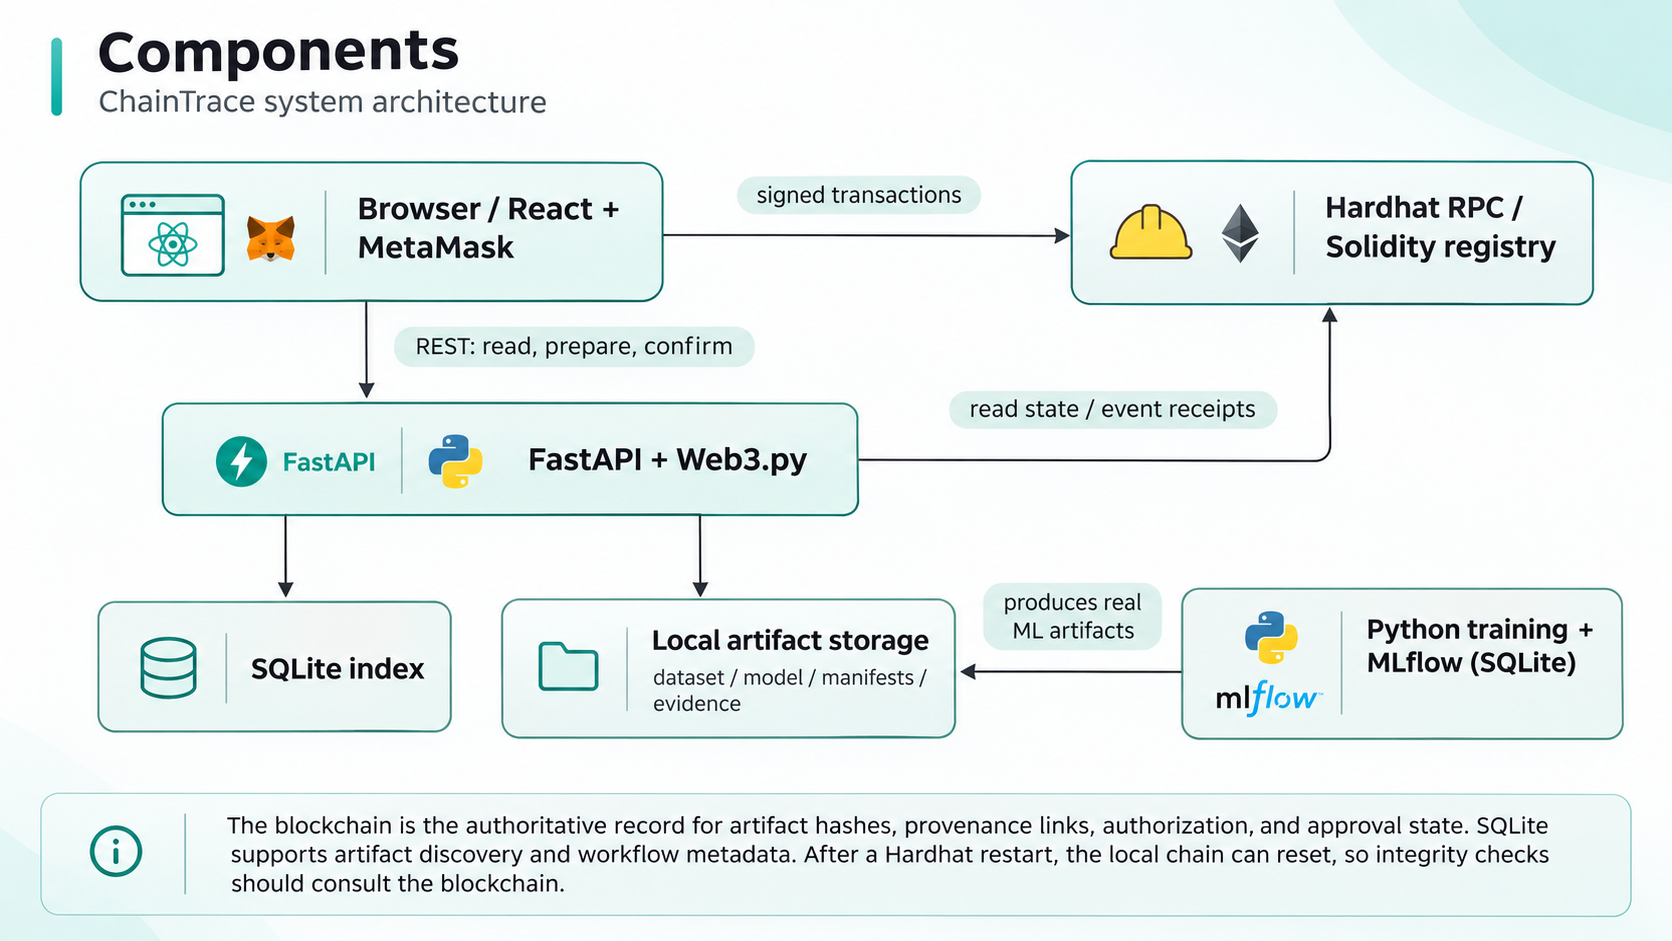 Components
ChainTrace system architecture
Browser / React +
MetaMask
signed transactions
Hardhat RPC /
Solidity registry
REST: read, prepare, confirm
read state / event receipts
FastAPI
FastAPI + Web3.py
SQLite index
Local artifact storage
dataset / model / manifests /
evidence
produces real
ML artifacts
Python training +
MLflow (SQLite)
mlflow™
The blockchain is the authoritative record for artifact hashes, provenance links, authorization, and approval state. SQLite
supports artifact discovery and workflow metadata. After a Hardhat restart, the local chain can reset, so integrity checks
should consult the blockchain.